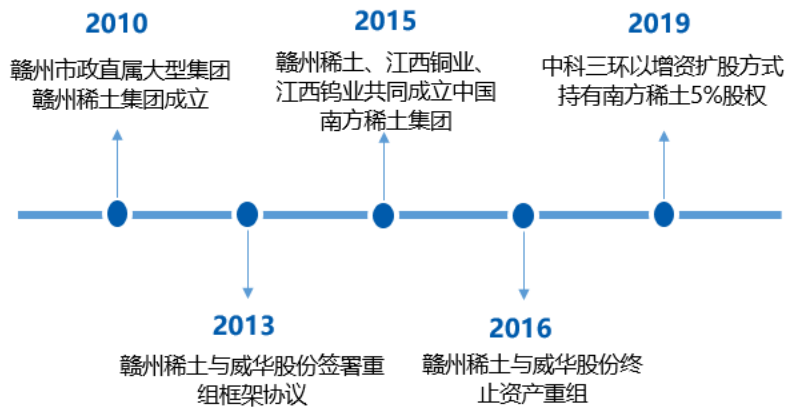 2010
赣州市政直属大型集团
赣州稀土集团成立
2015
赣州稀土、江西铜业、
江西钨业共同成立中国
南方稀土集团
2019
中科三环以增资扩股方式
持有南方稀土5%股权
2013
赣州稀土与威华股份签署重
组框架协议
2016
赣州稀土与威华股份终
止资产重组